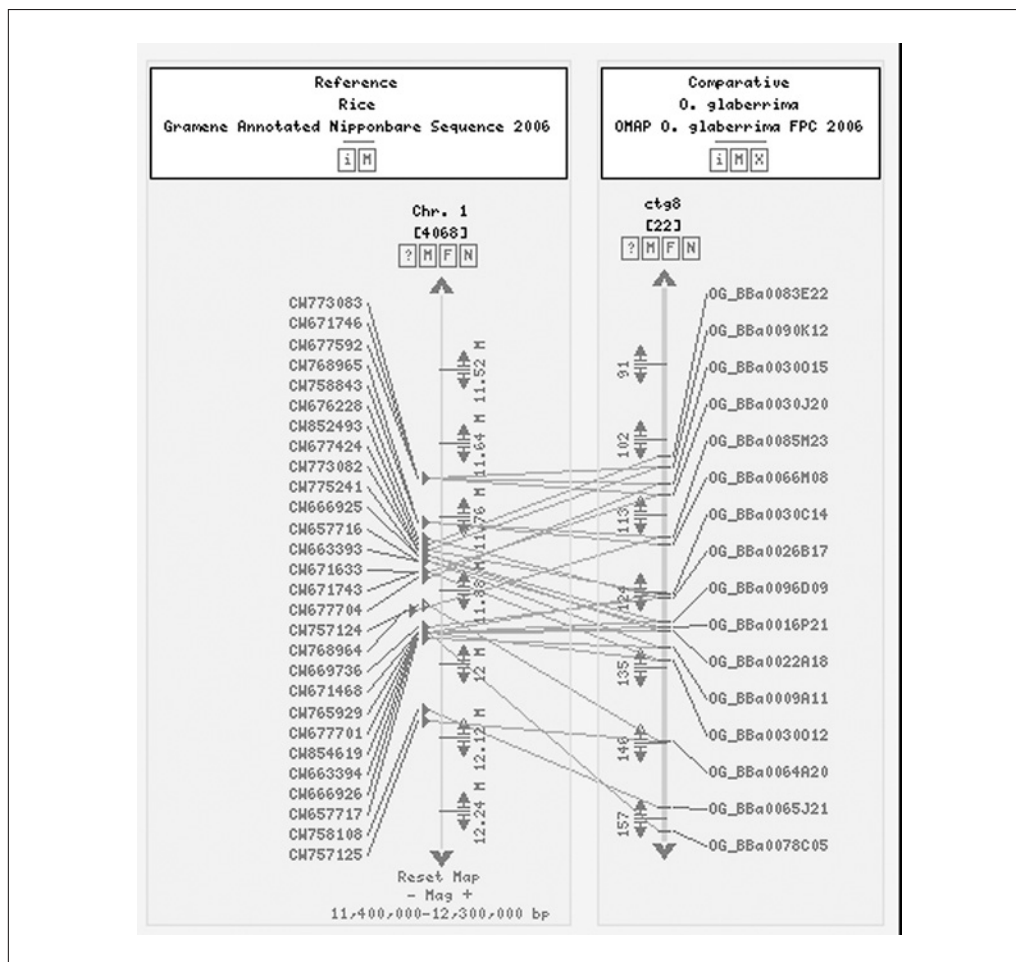 Reference
Rice
Gramene Annotated Nipponbare Sequence 2006
i M
Chr. 1
[4068]
? M F N
CW773083
CW671746
CW677592
CW768965
CW758843
CW676228
CW852493
CW677424
CW773082
CW775241
CW666925
CW657716
CW663393
CW671633
CW671743
CW677704
CW757124
CW768964
CW669736
CW671468
CW765929
CW677701
CW854619
CW663394
CW666926
CW657717
CW758108
CW757125
11.52 M
11.64 M
11.76 M
11.88 M
12 M
12.12 M
12.24 M
Reset Map
- Mag +
11,400,000-12,300,000 bp
Comparative
O. glaberrima
OMAP O. glaberrima FPC 2006
i M X
ctg8
[22]
? M F N
91
102
113
124
135
146
157
OG_BBa0083E22
OG_BBa0090K12
OG_BBa0030O15
OG_BBa0030J20
OG_BBa0085M23
OG_BBa0066M08
OG_BBa0030C14
OG_BBa0026B17
OG_BBa0096D09
OG_BBa0016P21
OG_BBa0022A18
OG_BBa0009A11
OG_BBa0030O12
OG_BBa0064A20
OG_BBa0065J21
OG_BBa0078C05